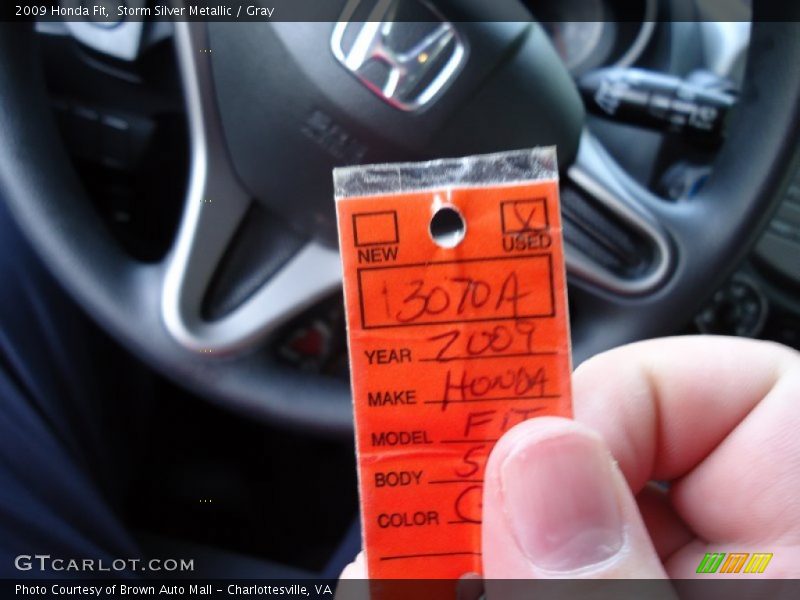 2009 Honda Fit, Storm Silver Metallic / Gray
NEW
X
USED
13070A
YEAR 2009
MAKE HONDA
MODEL FIT
BODY 5
COLOR
GTCARLOT.COM
Photo Courtesy of Brown Auto Mall - Charlottesville, VA